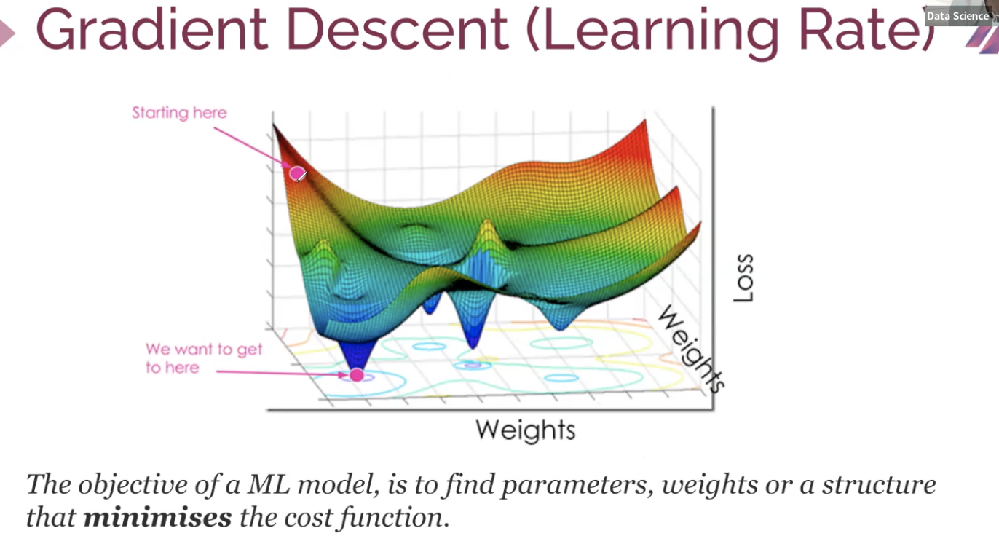 Gradient Descent (Learning Rate)
Data Science
Starting here
Loss
Weights
We want to get
to here
Weights
The objective of a ML model, is to find parameters, weights or a structure
that minimises the cost function.